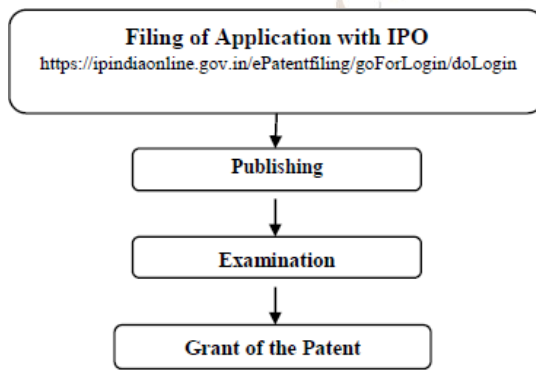 Filing of Application with IPO
https://ipindiaonline.gov.in/ePatentfiling/goForLogin/doLogin
Publishing
Examination
Grant of the Patent